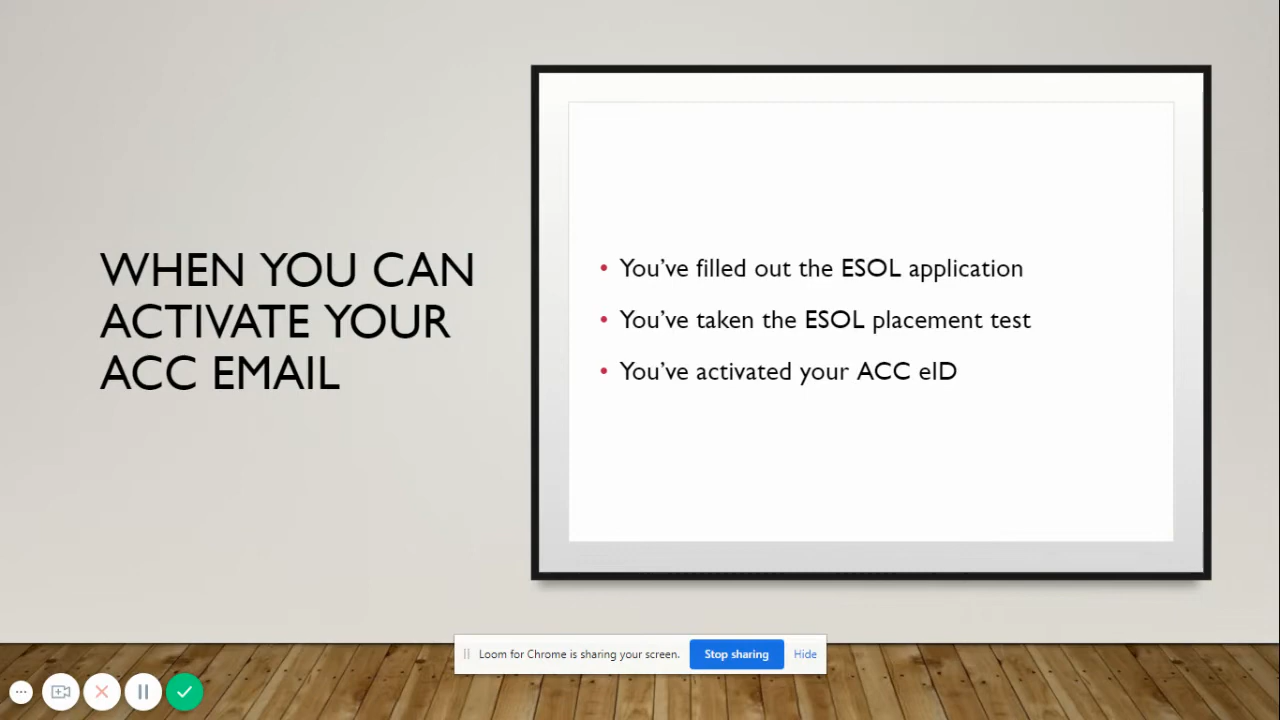 WHEN YOU CAN
ACTIVATE YOUR
ACC EMAIL
• You’ve filled out the ESOL application
• You’ve taken the ESOL placement test
• You’ve activated your ACC eID
Loom for Chrome is sharing your screen. Stop sharing Hide